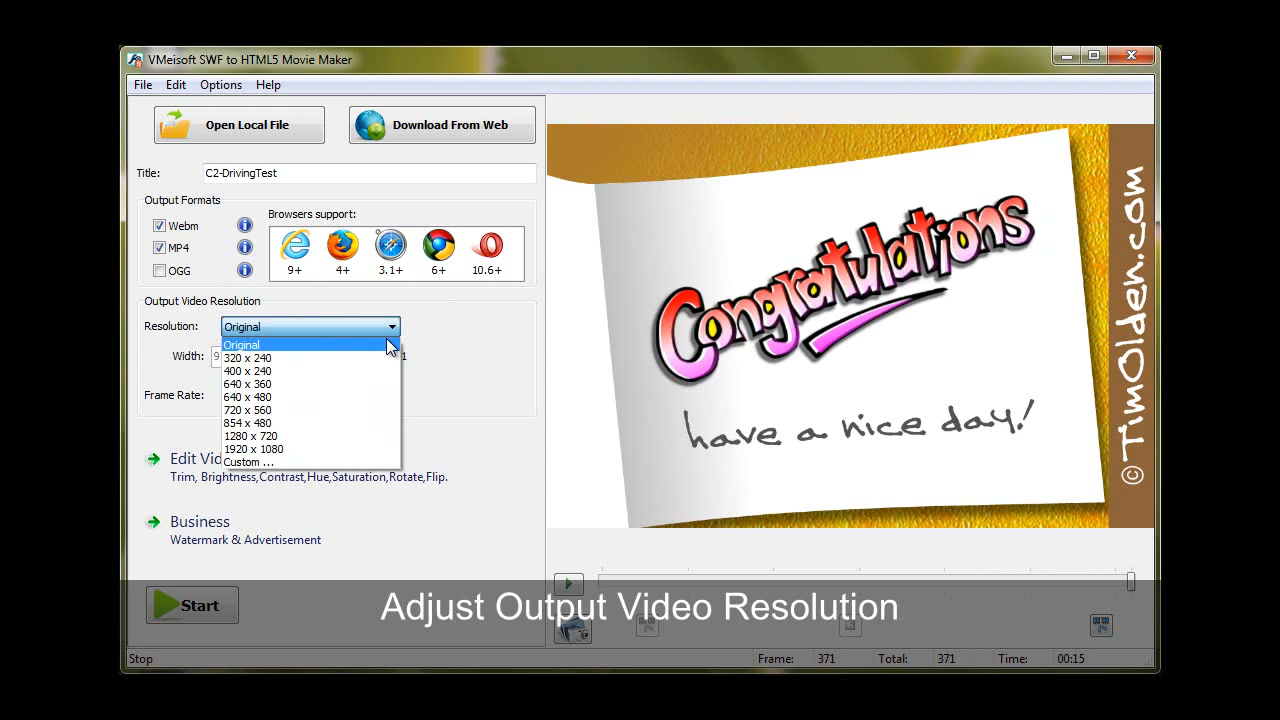 VMeisoft SWF to HTML5 Movie Maker
File Edit Options Help
Open Local File Download From Web
Title: C2-DrivingTest
Output Formats
Browsers support:
Webm
MP4
OGG
9+ 4+ 3.1+ 6+ 10.6+
Output Video Resolution
Resolution: Original
Original
320 x 240
400 x 240
640 x 360
640 x 480
720 x 560
854 x 480
1280 x 720
1920 x 1080
Custom ...
Width: 9 1
Frame Rate:
Edit Vid
Trim, Brightness,Contrast,Hue,Saturation,Rotate,Flip.
Business
Watermark & Advertisement
Start
Congratulations
have a nice day!
©TimOlden.com
Adjust Output Video Resolution
Stop Frame: 371 Total: 371 Time: 00:15